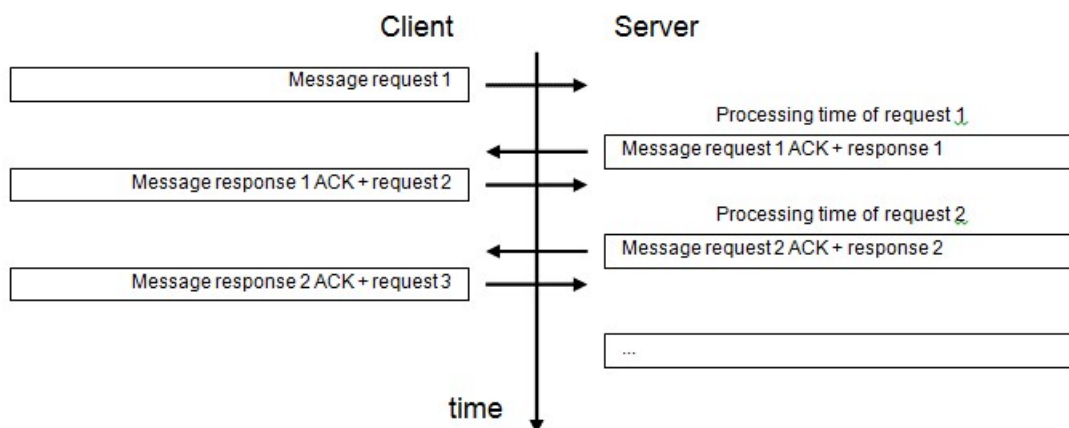 Client
Server
Message request 1
Processing time of request 1
Message request 1 ACK + response 1
Message response 1 ACK + request 2
Processing time of request 2
Message request 2 ACK + response 2
Message response 2 ACK + request 3
...
time